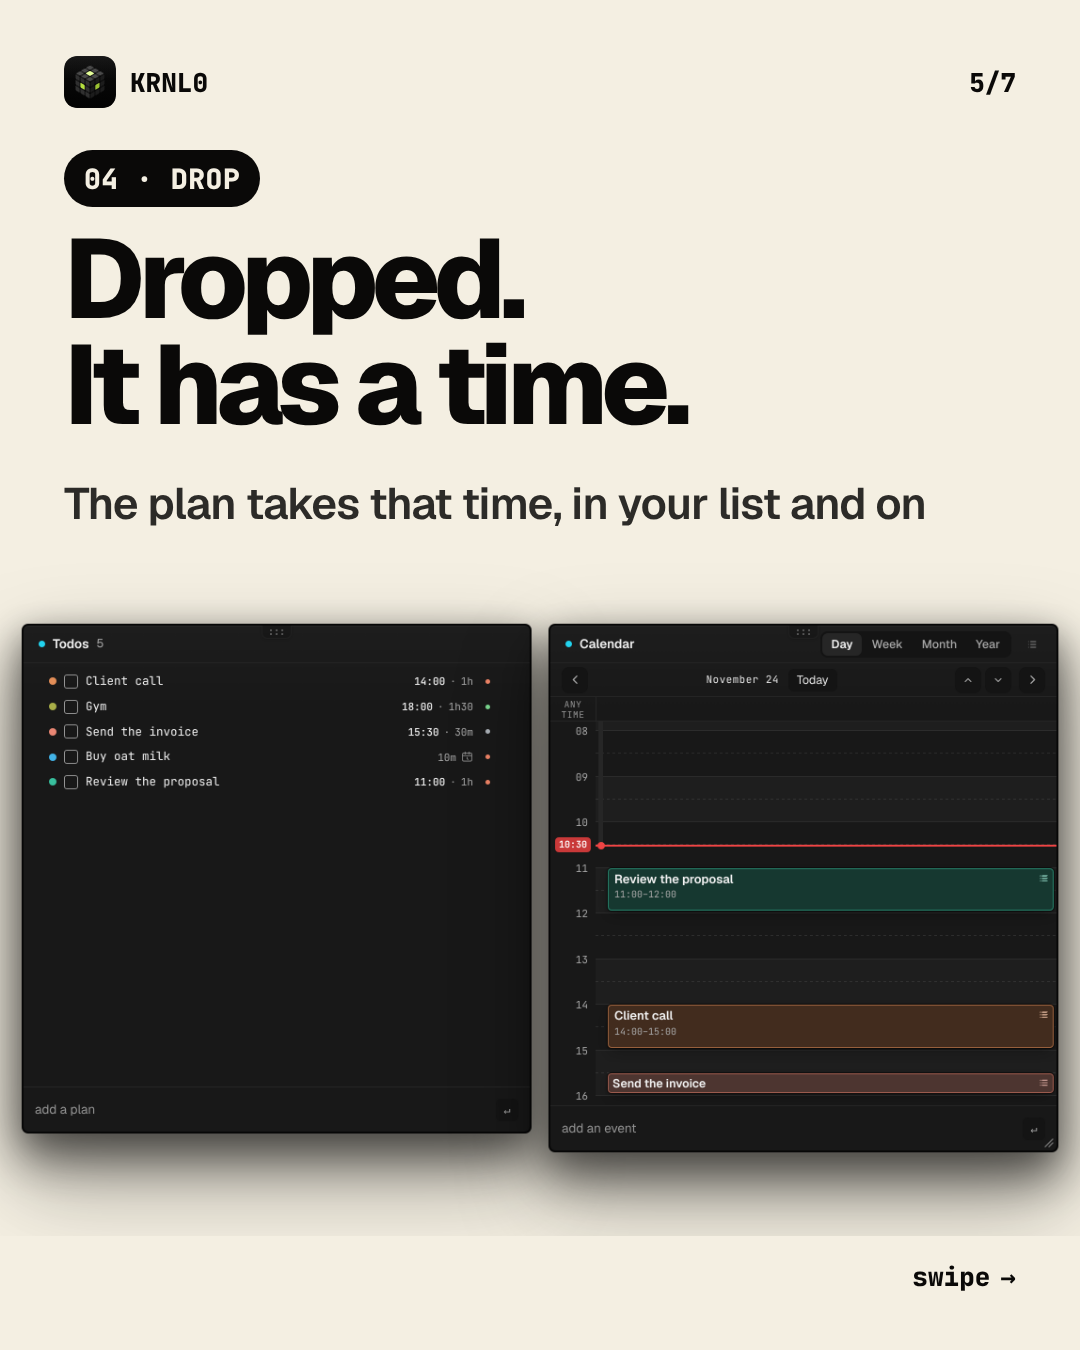 KRNL0
5/7
04 · DROP
Dropped.
It has a time.
The plan takes that time, in your list and on
Todos 5
Client call 14:00 · 1h
Gym 18:00 · 1h30
Send the invoice 15:30 · 30m
Buy oat milk 10m
Review the proposal 11:00 · 1h
add a plan
Calendar
Day Week Month Year
November 24 Today
ANY
TIME
08
09
10
10:30
11
Review the proposal
11:00–12:00
12
13
14
Client call
14:00–15:00
15
Send the invoice
16
add an event
swipe →